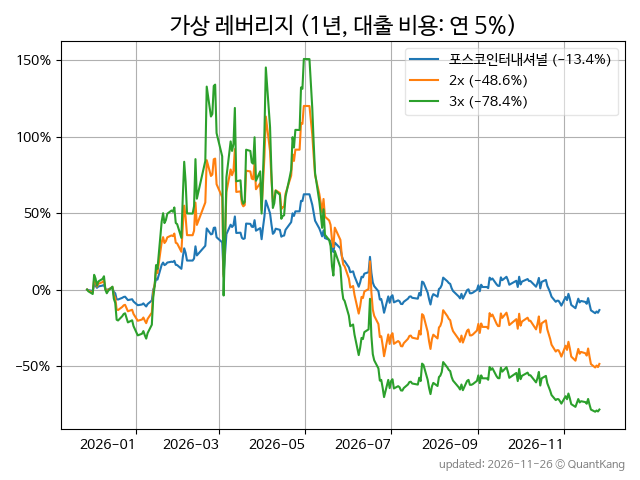 가상 레버리지 (1년, 대출 비용: 연 5%)
포스코인터내셔널 (-13.4%)
2x (-48.6%)
3x (-78.4%)
150%
100%
50%
0%
-50%
2026-01 2026-03 2026-05 2026-07 2026-09 2026-11
updated: 2026-11-26 © QuantKang